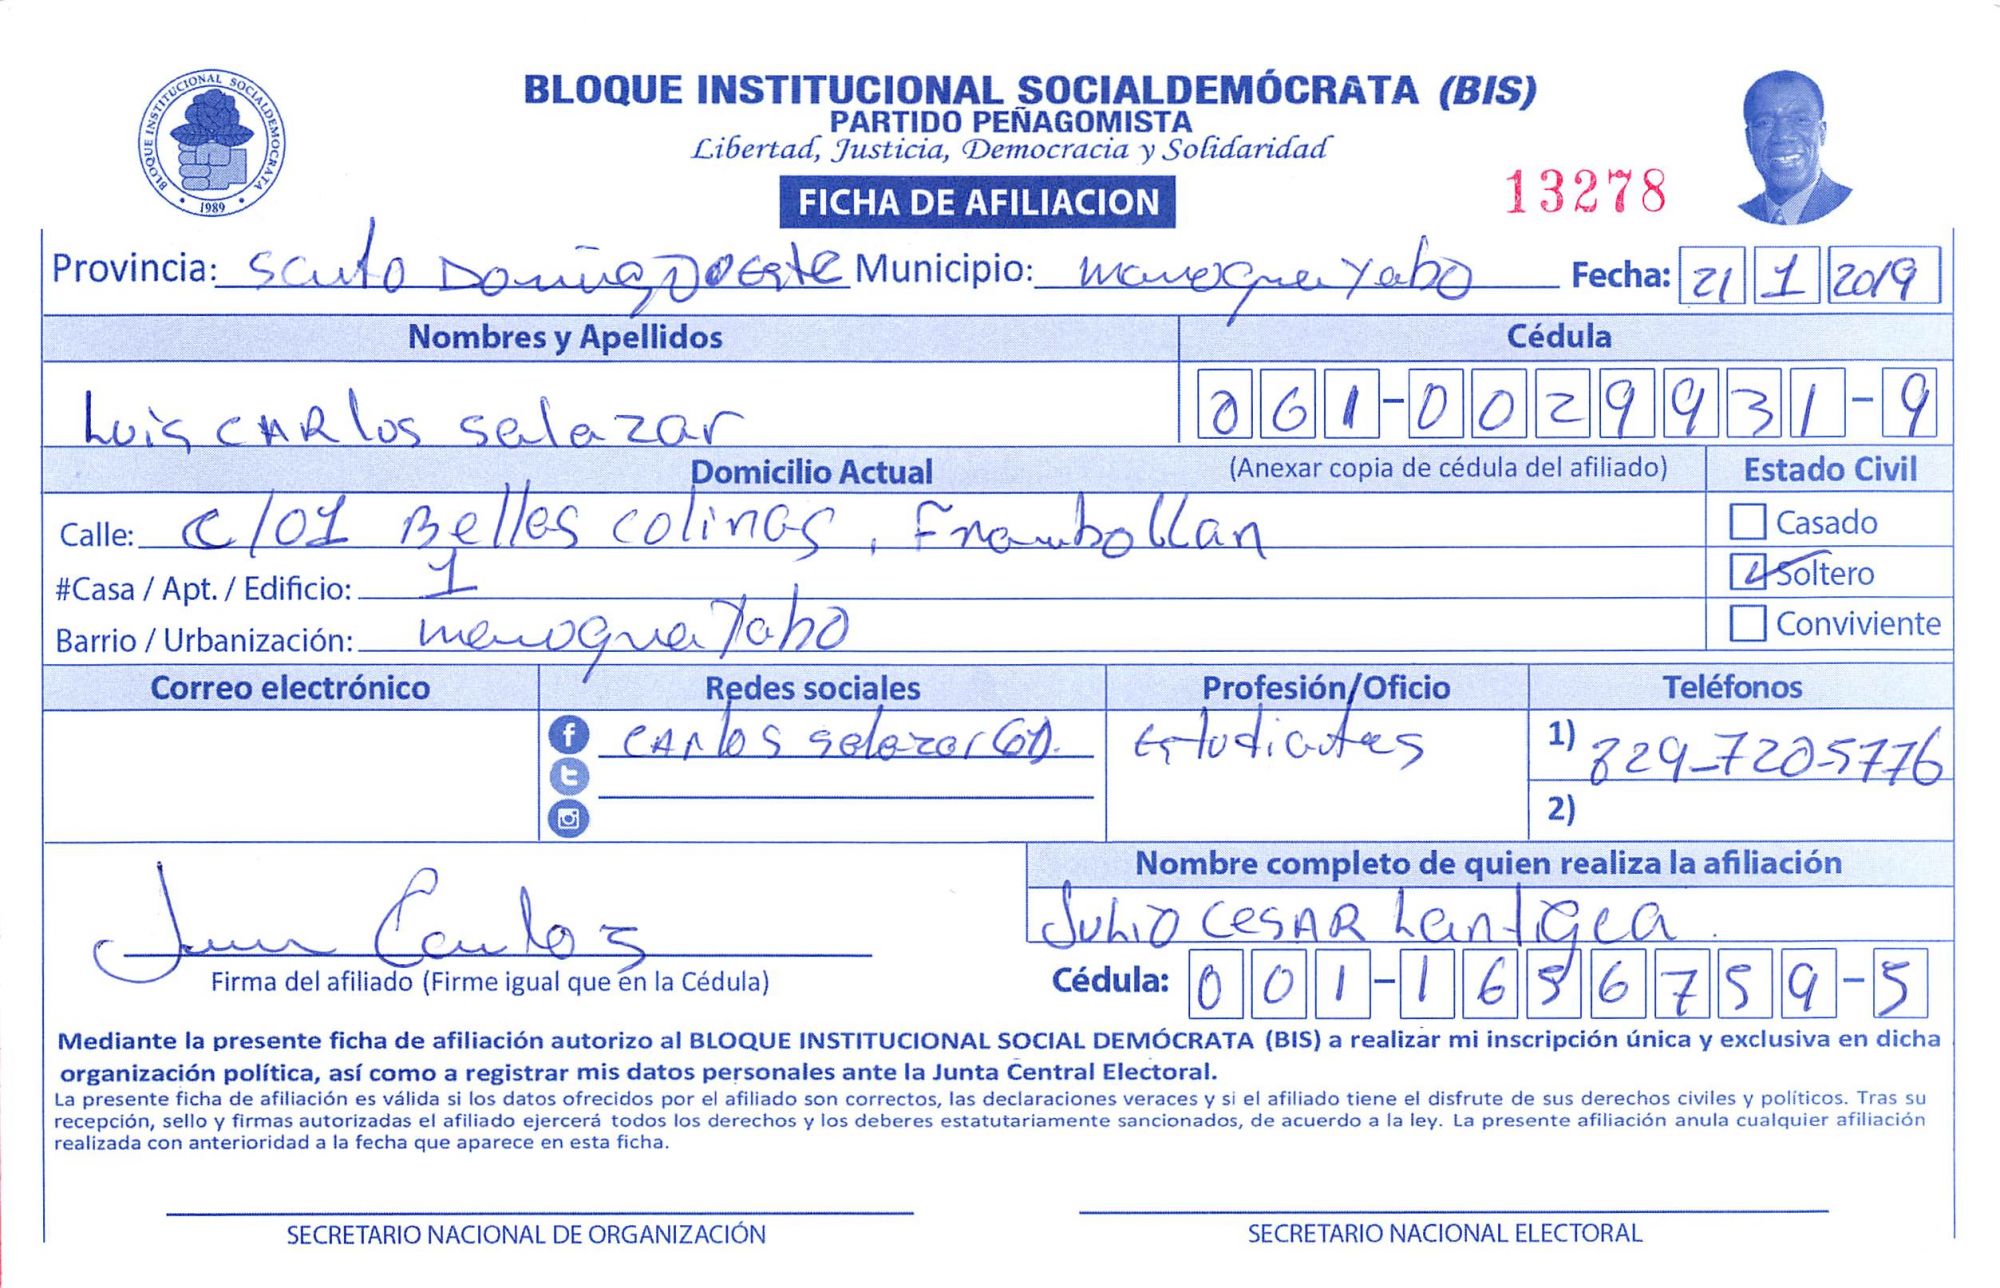 BLOQUE INSTITUCIONAL SOCIALDEMÓCRATA (BIS)
PARTIDO PEÑAGOMISTA
Libertad, Justicia, Democracia y Solidaridad
BLOQUE INSTITUCIONAL SOCIALDEMOCRATA
1989
FICHA DE AFILIACION
13278
Provincia: Santo Domingo oeste Municipio: manoguayabo Fecha: 21 1 2019
Nombres y Apellidos Cédula
Luis CARlos salazar 061-0029931-9
Domicilio Actual (Anexar copia de cédula del afiliado) Estado Civil
Calle: C/01 Bellas colinas, Frambollan Casado
#Casa / Apt. / Edificio: 1 Soltero
Barrio / Urbanización: manoguayabo Conviviente
Correo electrónico Redes sociales Profesión/Oficio Teléfonos
CARlos salazar Estudiantes 1) 829-720-5776
2)
Nombre completo de quien realiza la afiliación
Carlos JULIO CESAR Lantigua
Firma del afiliado (Firme igual que en la Cédula) Cédula: 001-1656759-5
Mediante la presente ficha de afiliación autorizo al BLOQUE INSTITUCIONAL SOCIAL DEMÓCRATA (BIS) a realizar mi inscripción única y exclusiva en dicha
organización política, así como a registrar mis datos personales ante la Junta Central Electoral.
La presente ficha de afiliación es válida si los datos ofrecidos por el afiliado son correctos, las declaraciones veraces y si el afiliado tiene el disfrute de sus derechos civiles y políticos. Tras su
recepción, sello y firmas autorizadas el afiliado ejercerá todos los derechos y los deberes estatutariamente sancionados, de acuerdo a la ley. La presente afiliación anula cualquier afiliación
realizada con anterioridad a la fecha que aparece en esta ficha.
SECRETARIO NACIONAL DE ORGANIZACIÓN SECRETARIO NACIONAL ELECTORAL